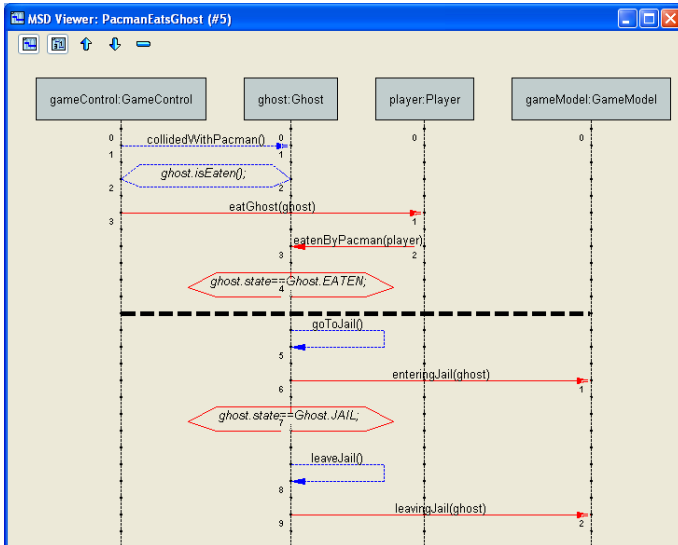 MSD Viewer: PacmanEatsGhost (#5)
gameControl:GameControl ghost:Ghost player:Player gameModel:GameModel
0 0 0 0
collidedWithPacman()
1 1
ghost.isEaten();
2 2
eatGhost(ghost)
3 1
eatenByPacman(player)
3 2
ghost.state==Ghost.EATEN;
4
goToJail()
5
enteringJail(ghost)
6 1
ghost.state==Ghost.JAIL;
7
leaveJail()
8
leavingJail(ghost)
9 2